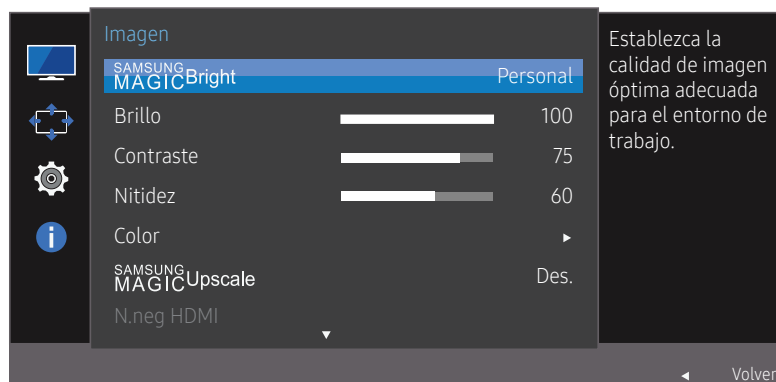 Imagen
SAMSUNG
MAGICBright Personal
Brillo 100
Contraste 75
Nitidez 60
Color
SAMSUNG
MAGICUpscale Des.
N.neg HDMI
Establezca la
calidad de imagen
óptima adecuada
para el entorno de
trabajo.
Volver